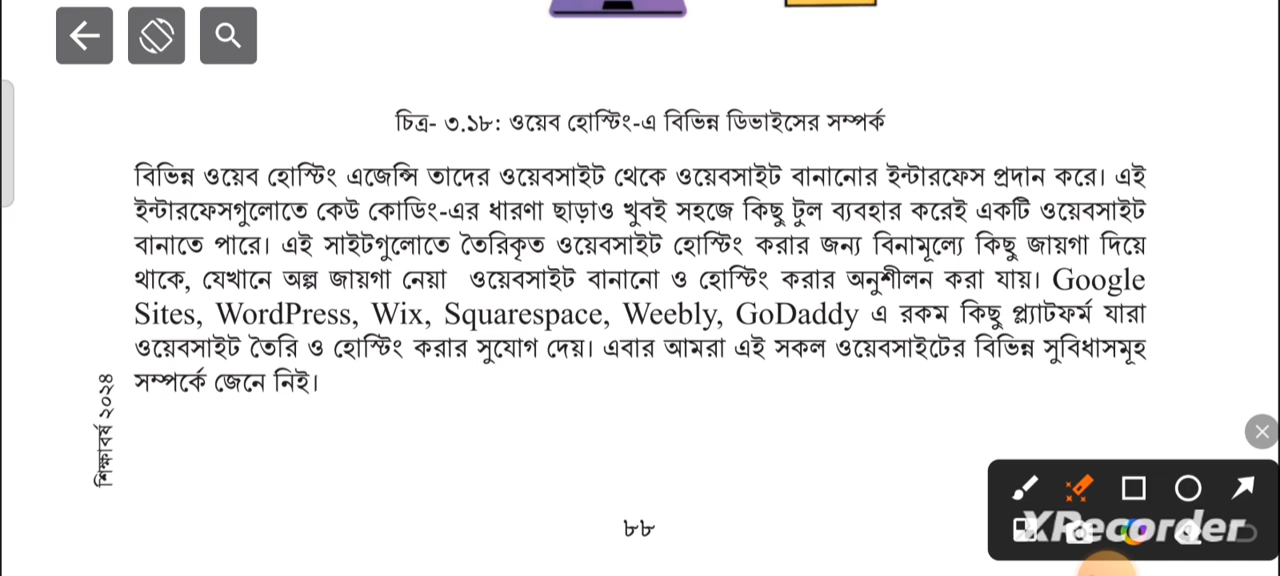 চিত্র- ৩.১৮: ওয়েব হোস্টিং-এ বিভিন্ন ডিভাইসের সম্পর্ক
বিভিন্ন ওয়েব হোস্টিং এজেন্সি তাদের ওয়েবসাইট থেকে ওয়েবসাইট বানানোর ইন্টারফেস প্রদান করে। এই
ইন্টারফেসগুলোতে কেউ কোডিং-এর ধারণা ছাড়াও খুবই সহজে কিছু টুল ব্যবহার করেই একটি ওয়েবসাইট
বানাতে পারে। এই সাইটগুলোতে তৈরিকৃত ওয়েবসাইট হোস্টিং করার জন্য বিনামূল্যে কিছু জায়গা দিয়ে
থাকে, যেখানে অল্প জায়গা নেয়া ওয়েবসাইট বানানো ও হোস্টিং করার অনুশীলন করা যায়। Google
Sites, WordPress, Wix, Squarespace, Weebly, GoDaddy এ রকম কিছু প্ল্যাটফর্ম যারা
ওয়েবসাইট তৈরি ও হোস্টিং করার সুযোগ দেয়। এবার আমরা এই সকল ওয়েবসাইটের বিভিন্ন সুবিধাসমূহ
সম্পর্কে জেনে নিই।
শিক্ষাবর্ষ ২০২৪
৮৮
XRecorder